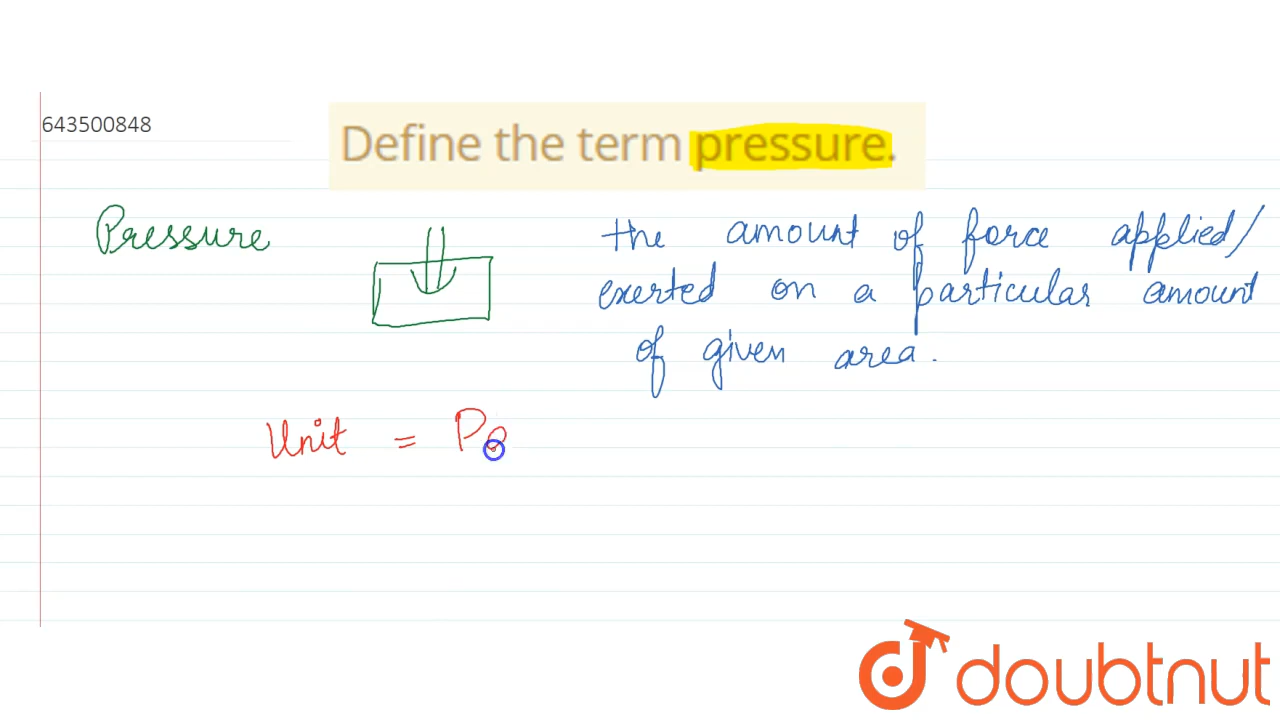 643500848
Define the term pressure.
Pressure
the amount of force applied/
exerted on a particular amount
of given area.
Unit = Pa
doubtnut